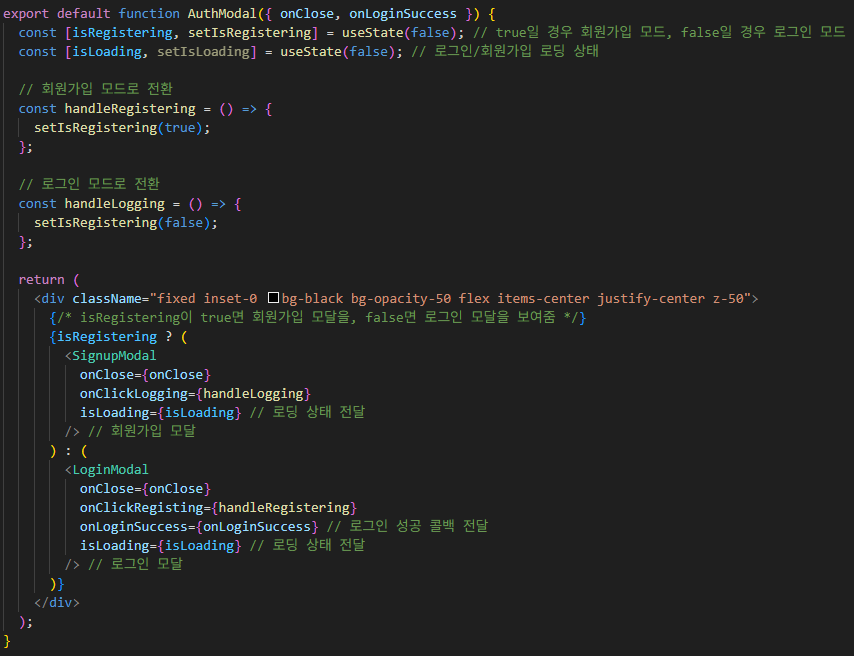 export default function AuthModal({ onClose, onLoginSuccess }) {
  const [isRegistering, setIsRegistering] = useState(false); // true일 경우 회원가입 모드, false일 경우 로그인 모드
  const [isLoading, setIsLoading] = useState(false); // 로그인/회원가입 로딩 상태

  // 회원가입 모드로 전환
  const handleRegistering = () => {
    setIsRegistering(true);
  };

  // 로그인 모드로 전환
  const handleLogging = () => {
    setIsRegistering(false);
  };

  return (
    <div className="fixed inset-0 bg-black bg-opacity-50 flex items-center justify-center z-50">
      {/* isRegistering이 true면 회원가입 모달을, false면 로그인 모달을 보여줌 */}
      {isRegistering ? (
        <SignupModal
          onClose={onClose}
          onClickLogging={handleLogging}
          isLoading={isLoading} // 로딩 상태 전달
        /> // 회원가입 모달
      ) : (
        <LoginModal
          onClose={onClose}
          onClickRegisting={handleRegistering}
          onLoginSuccess={onLoginSuccess} // 로그인 성공 콜백 전달
          isLoading={isLoading} // 로딩 상태 전달
        /> // 로그인 모달
      )}
    </div>
  );
}